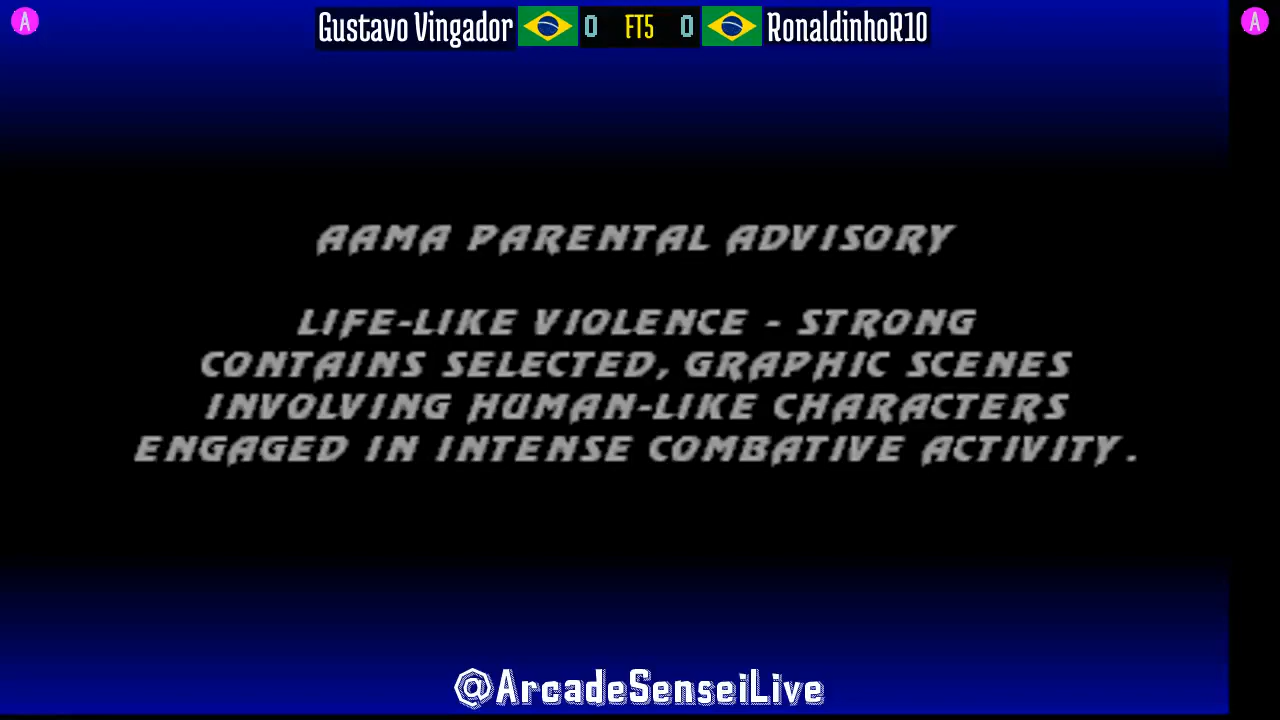 A
Gustavo Vingador 0 FT5 0 RonaldinhoR10
A
AAMA PARENTAL ADVISORY
LIFE-LIKE VIOLENCE - STRONG
CONTAINS SELECTED, GRAPHIC SCENES
INVOLVING HUMAN-LIKE CHARACTERS
ENGAGED IN INTENSE COMBATIVE ACTIVITY.
@ArcadeSenseiLive